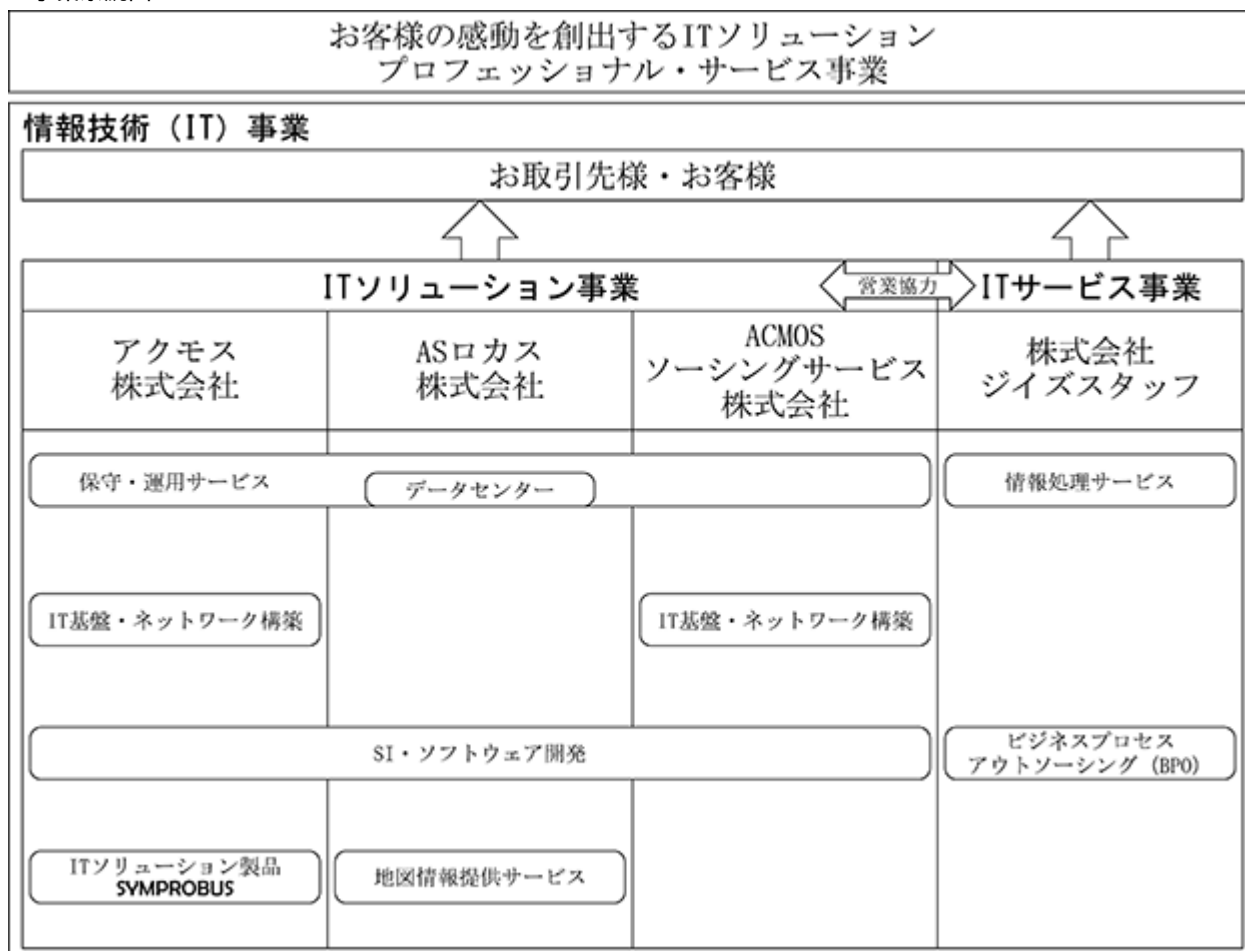 お客様の感動を創出するITソリューション
プロフェッショナル・サービス事業
情報技術（IT）事業
お取引先様・お客様
ITソリューション事業
営業協力
ITサービス事業
アクモス
株式会社
ASロカス
株式会社
ACMOS
ソーシングサービス
株式会社
株式会社
ジイズスタッフ
保守・運用サービス
データセンター
情報処理サービス
IT基盤・ネットワーク構築
IT基盤・ネットワーク構築
SI・ソフトウェア開発
ビジネスプロセス
アウトソーシング（BPO）
ITソリューション製品
SYMPROBUS
地図情報提供サービス